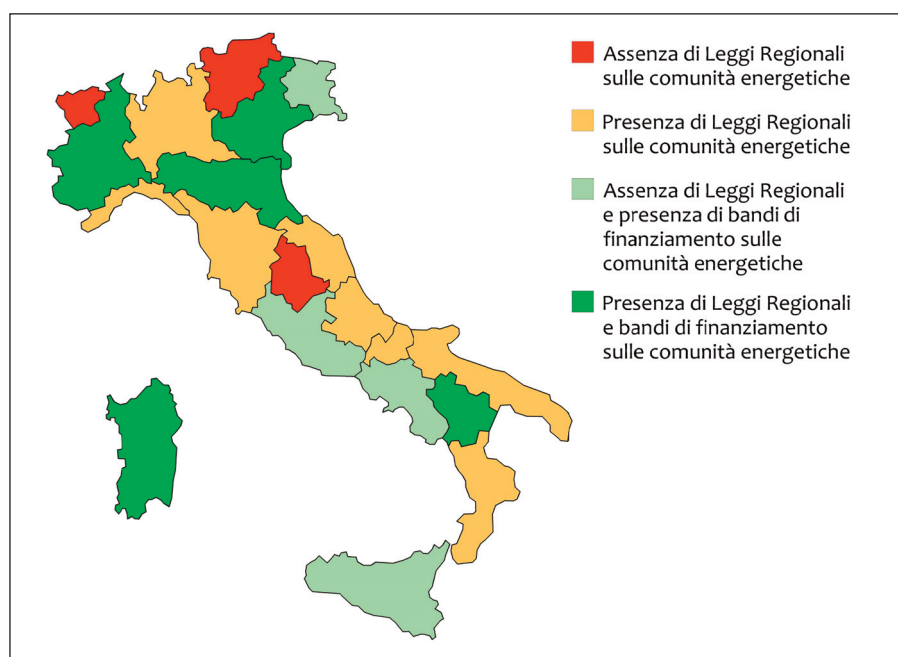 Assenza di Leggi Regionali
sulle comunità energetiche
Presenza di Leggi Regionali
sulle comunità energetiche
Assenza di Leggi Regionali
e presenza di bandi di
finanziamento sulle
comunità energetiche
Presenza di Leggi Regionali
e bandi di finanziamento
sulle comunità energetiche